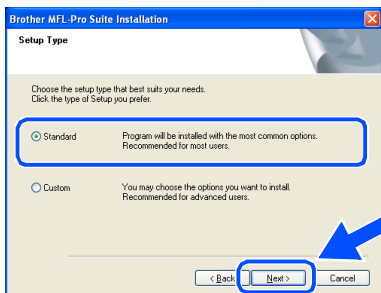 Brother MFL-Pro Suite Installation
Setup Type
Choose the setup type that best suits your needs.
Click the type of Setup you prefer.
Standard
Program will be installed with the most common options.
Recommended for most users.
Custom
You may choose the options you want to install.
Recommended for advanced users.
< Back
Next >
Cancel